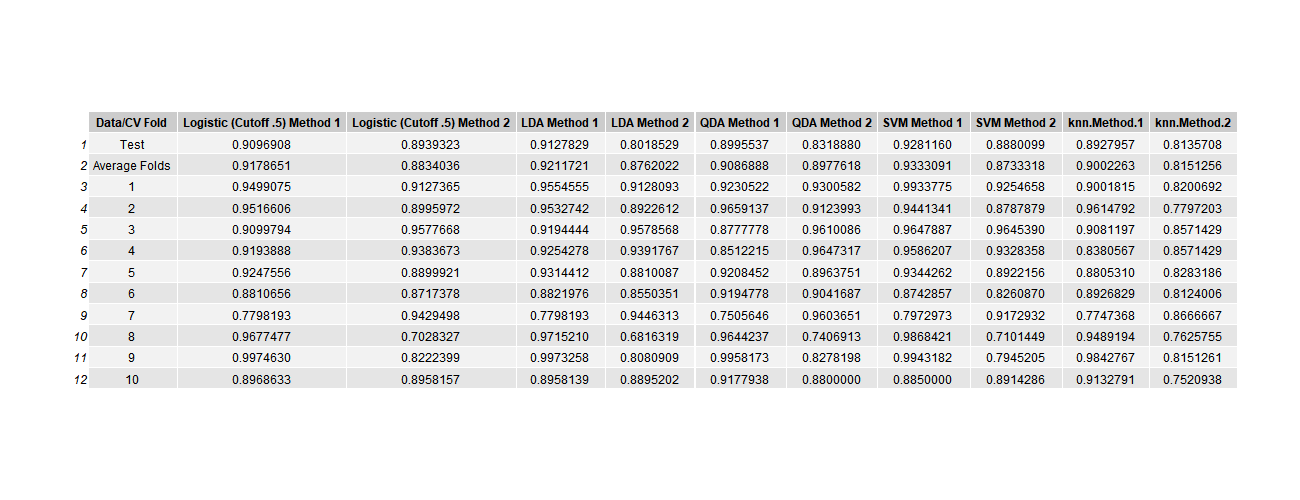 Data/CV Fold Logistic (Cutoff .5) Method 1 Logistic (Cutoff .5) Method 2 LDA Method 1 LDA Method 2 QDA Method 1 QDA Method 2 SVM Method 1 SVM Method 2 knn.Method.1 knn.Method.2
1 Test 0.9096908 0.8939323 0.9127829 0.8018529 0.8995537 0.8318880 0.9281160 0.8880099 0.8927957 0.8135708
2 Average Folds 0.9178651 0.8834036 0.9211721 0.8762022 0.9086888 0.8977618 0.9333091 0.8733318 0.9002263 0.8151256
3 1 0.9499075 0.9127365 0.9554555 0.9128093 0.9230522 0.9300582 0.9933775 0.9254658 0.9001815 0.8200692
4 2 0.9516606 0.8995972 0.9532742 0.8922612 0.9659137 0.9123993 0.9441341 0.8787879 0.9614792 0.7797203
5 3 0.9099794 0.9577668 0.9194444 0.9578568 0.8777778 0.9610086 0.9647887 0.9645390 0.9081197 0.8571429
6 4 0.9193888 0.9383673 0.9254278 0.9391767 0.8512215 0.9647317 0.9586207 0.9328358 0.8380567 0.8571429
7 5 0.9247556 0.8899921 0.9314412 0.8810087 0.9208452 0.8963751 0.9344262 0.8922156 0.8805310 0.8283186
8 6 0.8810656 0.8717378 0.8821976 0.8550351 0.9194778 0.9041687 0.8742857 0.8260870 0.8926829 0.8124006
9 7 0.7798193 0.9429498 0.7798193 0.9446313 0.7505646 0.9603651 0.7972973 0.9172932 0.7747368 0.8666667
10 8 0.9677477 0.7028327 0.9715210 0.6816319 0.9644237 0.7406913 0.9868421 0.7101449 0.9489194 0.7625755
11 9 0.9974630 0.8222399 0.9973258 0.8080909 0.9958173 0.8278198 0.9943182 0.7945205 0.9842767 0.8151261
12 10 0.8968633 0.8958157 0.8958139 0.8895202 0.9177938 0.8800000 0.8850000 0.8914286 0.9132791 0.7520938